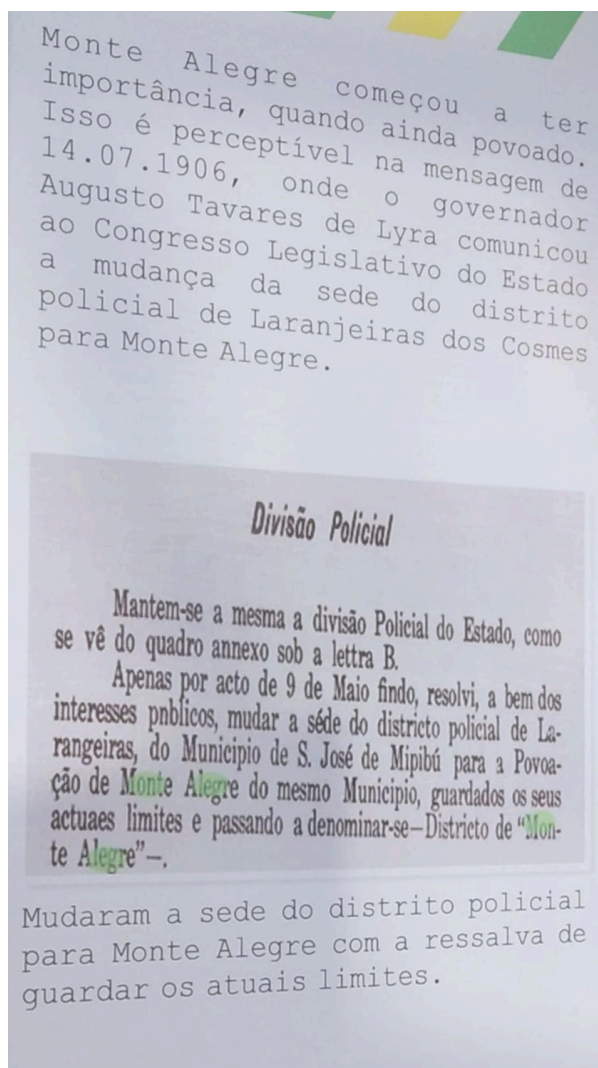 Monte Alegre começou a ter
importância, quando ainda povoado.
Isso é perceptível na mensagem de
14.07.1906, onde o governador
Augusto Tavares de Lyra comunicou
ao Congresso Legislativo do Estado
a mudança da sede do distrito
policial de Laranjeiras dos Cosmes
para Monte Alegre.
Divisão Policial
Mantem-se a mesma a divisão Policial do Estado, como
se vê do quadro annexo sob a lettra B.
Apenas por acto de 9 de Maio findo, resolvi, a bem dos
interesses pnblicos, mudar a séde do districto policial de La-
rangeiras, do Municipio de S. José de Mipibú para a Povoa-
ção de Monte Alegre do mesmo Municipio, guardados os seus
actuaes limites e passando a denominar-se—Districto de “Mon-
te Alegre”—.
Mudaram a sede do distrito policial
para Monte Alegre com a ressalva de
guardar os atuais limites.